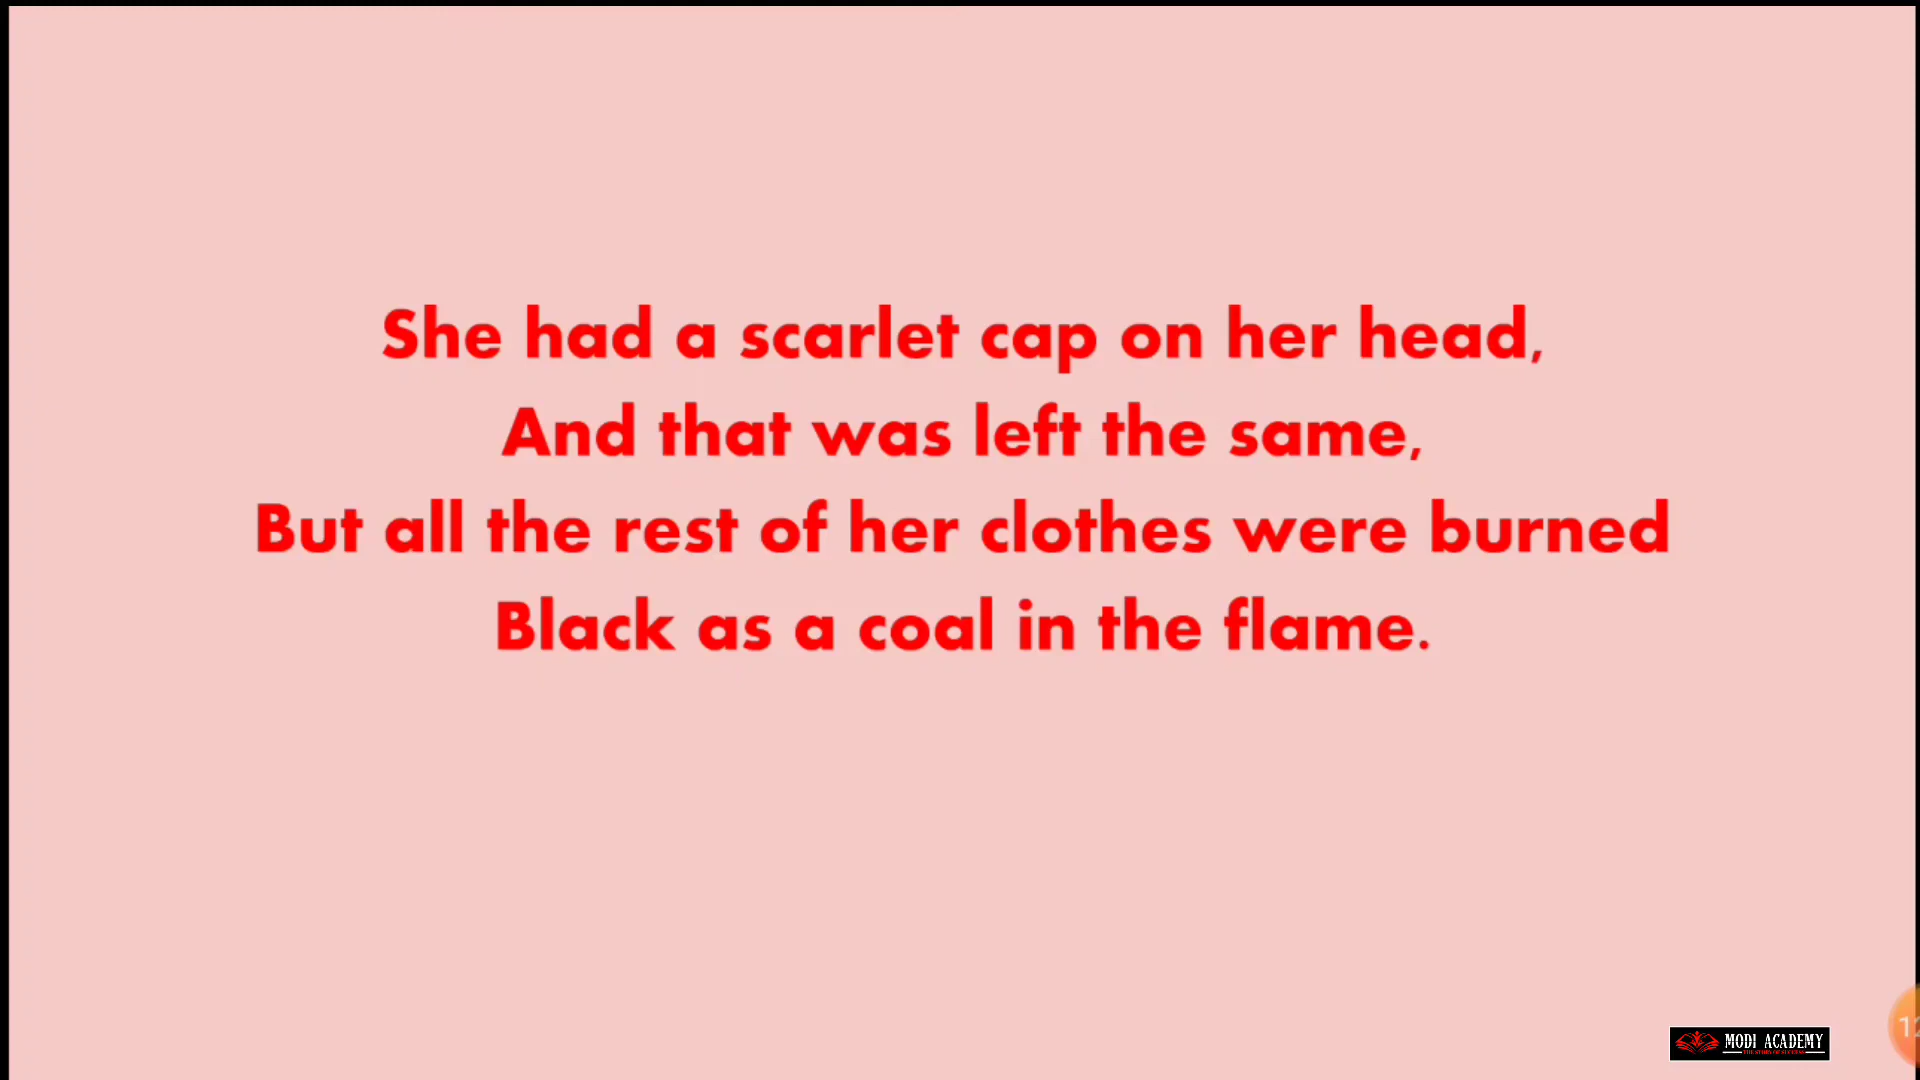 She had a scarlet cap on her head,
And that was left the same,
But all the rest of her clothes were burned
Black as a coal in the flame.
MODI ACADEMY